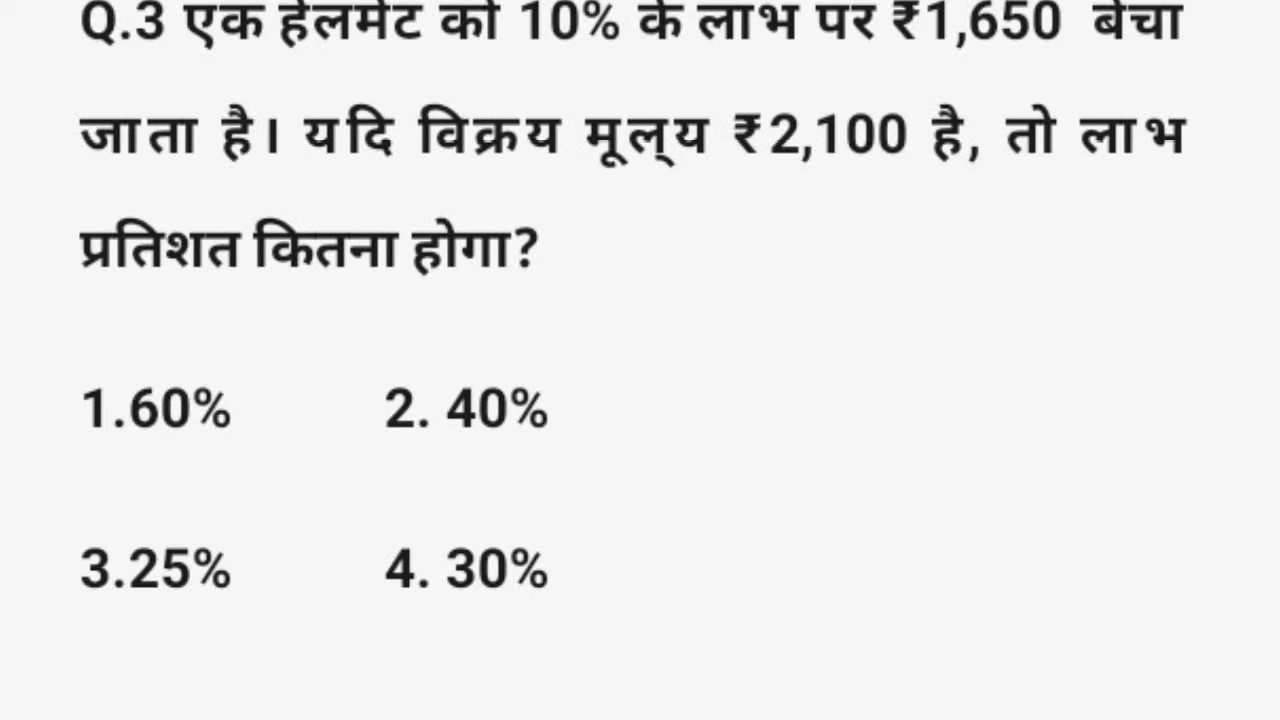 Q.3 एक हेलमेट को 10% के लाभ पर ₹1,650 बेचा
जाता है। यदि विक्रय मूल्य ₹2,100 है, तो लाभ
प्रतिशत कितना होगा?
1.60% 2. 40%
3.25% 4. 30%